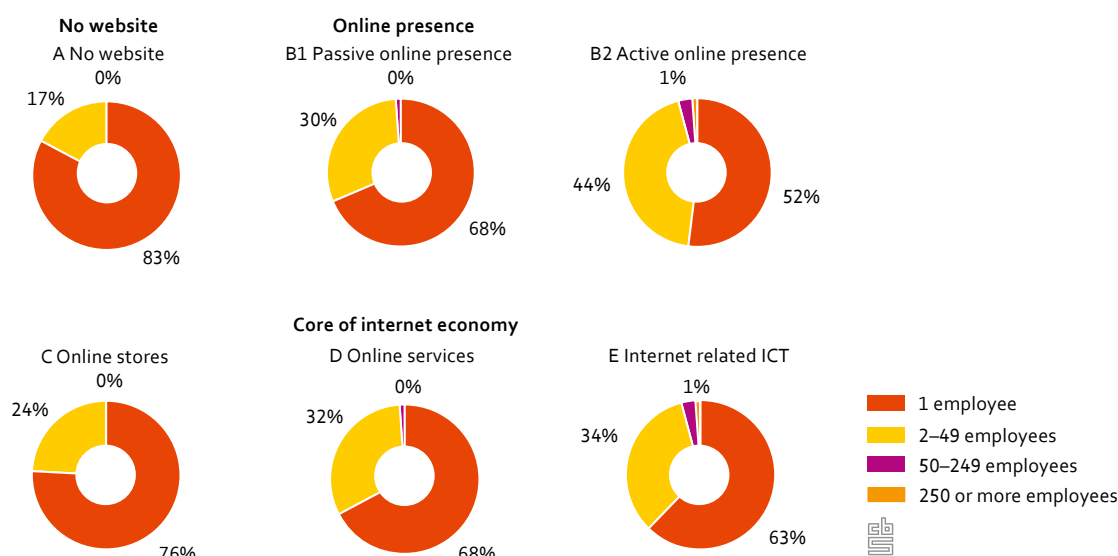 No website
A No website
0%
17%
83%
Online presence
B1 Passive online presence
0%
30%
68%
B2 Active online presence
1%
44%
52%
Core of internet economy
C Online stores
0%
24%
76%
D Online services
0%
32%
68%
E Internet related ICT
1%
34%
63%
1 employee
2–49 employees
50–249 employees
250 or more employees